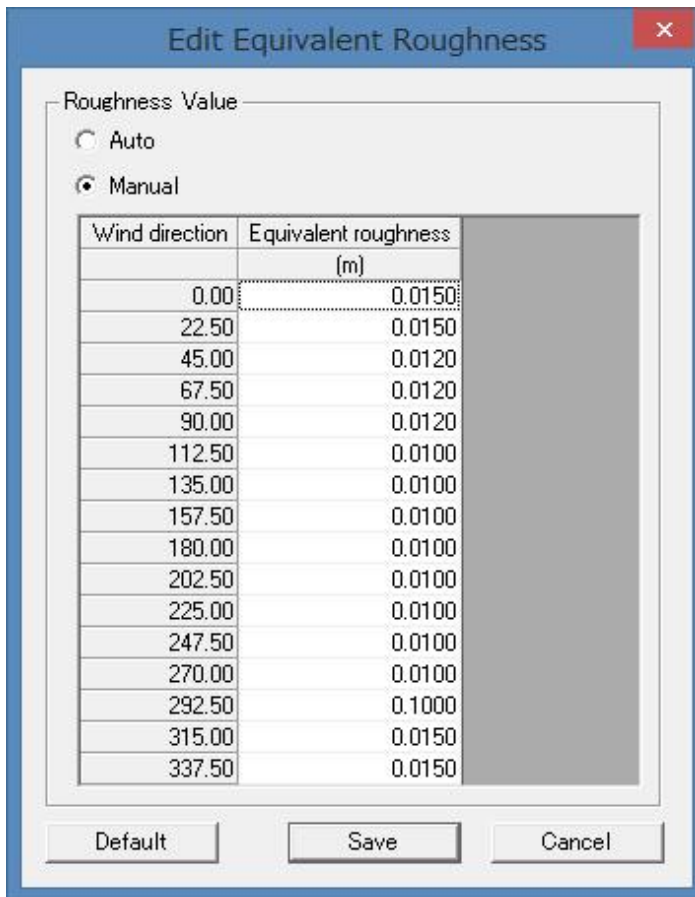 Edit Equivalent Roughness
Roughness Value
Auto
Manual
Wind direction Equivalent roughness
(m)
0.00 0.0150
22.50 0.0150
45.00 0.0120
67.50 0.0120
90.00 0.0120
112.50 0.0100
135.00 0.0100
157.50 0.0100
180.00 0.0100
202.50 0.0100
225.00 0.0100
247.50 0.0100
270.00 0.0100
292.50 0.1000
315.00 0.0150
337.50 0.0150
Default Save Cancel